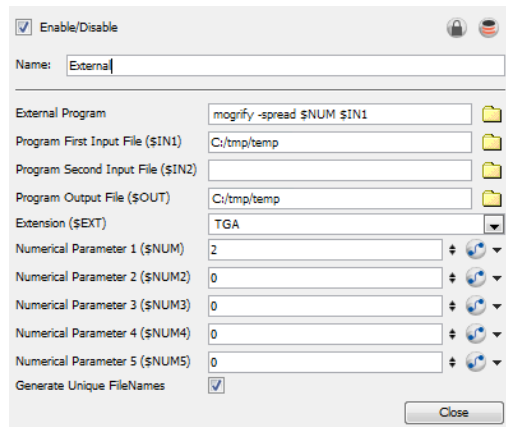 Enable/Disable
Name: External
External Program mogrify -spread $NUM $IN1
Program First Input File ($IN1) C:/tmp/temp
Program Second Input File ($IN2)
Program Output File ($OUT) C:/tmp/temp
Extension ($EXT) TGA
Numerical Parameter 1 ($NUM) 2
Numerical Parameter 2 ($NUM2) 0
Numerical Parameter 3 ($NUM3) 0
Numerical Parameter 4 ($NUM4) 0
Numerical Parameter 5 ($NUM5) 0
Generate Unique FileNames
Close